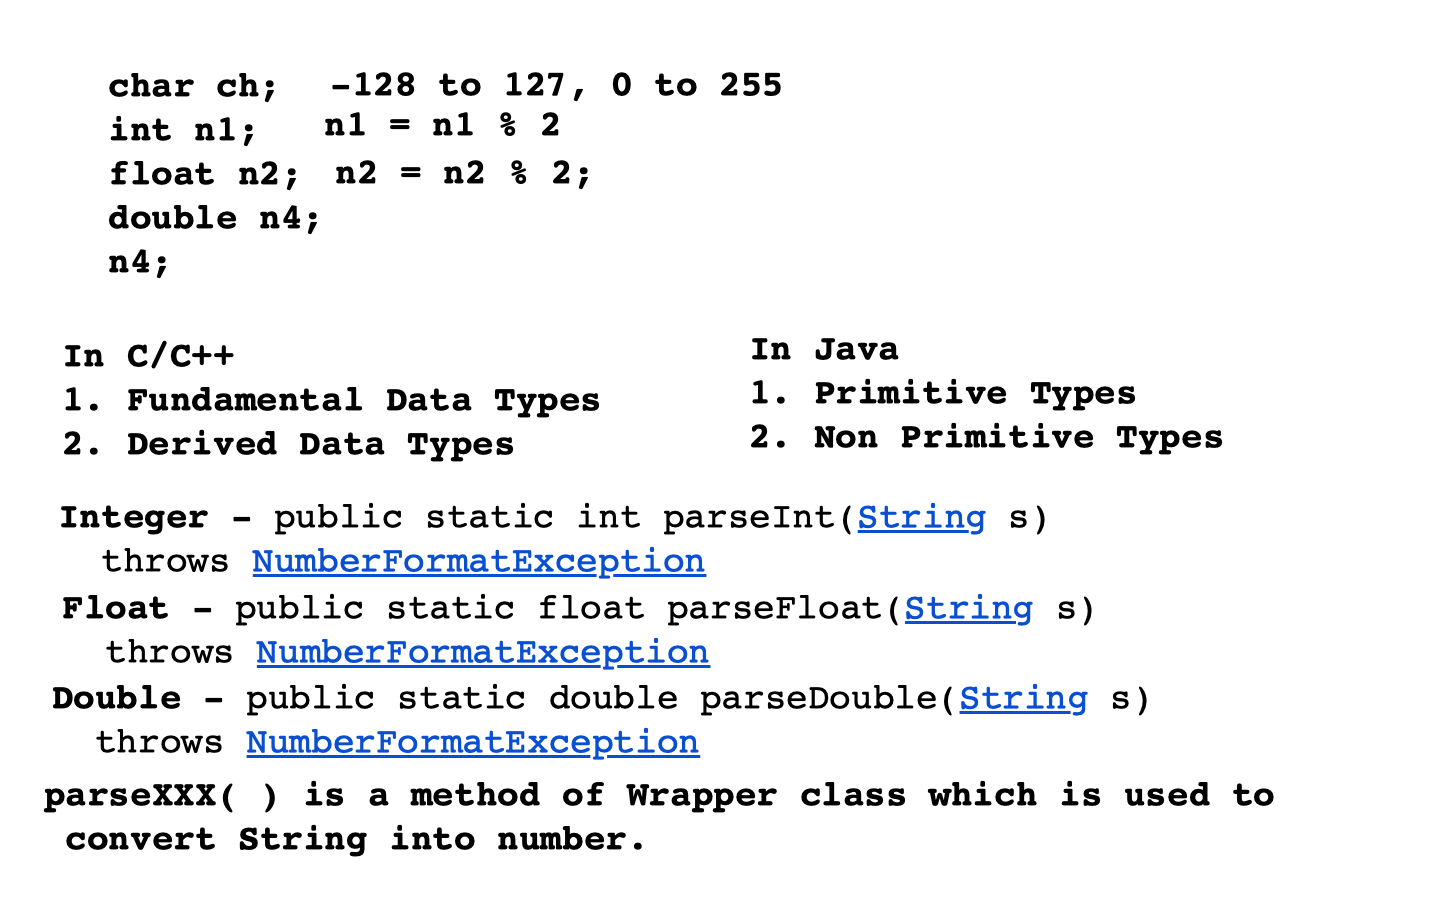 char ch; -128 to 127, 0 to 255
int n1; n1 = n1 % 2
float n2; n2 = n2 % 2;
double n4;
n4;
In C/C++
1. Fundamental Data Types
2. Derived Data Types
In Java
1. Primitive Types
2. Non Primitive Types
Integer - public static int parseInt(String s)
throws NumberFormatException
Float - public static float parseFloat(String s)
throws NumberFormatException
Double - public static double parseDouble(String s)
throws NumberFormatException
parseXXX( ) is a method of Wrapper class which is used to
convert String into number.